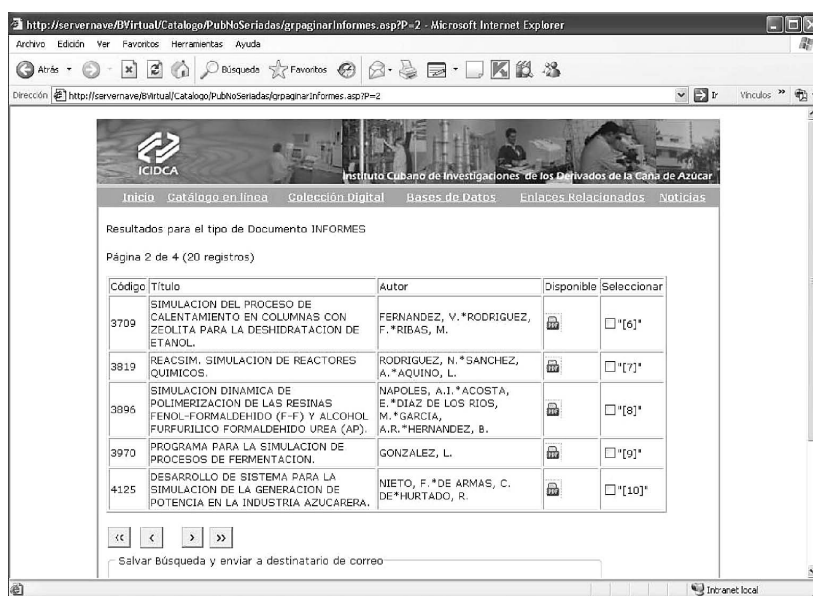 http://servernave/BVirtual/Catalogo/PubNoSeriadas/grpaginarInformes.asp?P=2 - Microsoft Internet Explorer
Archivo Edición Ver Favoritos Herramientas Ayuda
Atrás Búsqueda Favoritos
Dirección http://servernave/BVirtual/Catalogo/PubNoSeriadas/grpaginarInformes.asp?P=2 Ir Vínculos »
ICIDCA
Instituto Cubano de Investigaciones de los Derivados de la Caña de Azúcar
Inicio Catálogo en línea Colección Digital Bases de Datos Enlaces Relacionados Noticias
Resultados para el tipo de Documento INFORMES
Página 2 de 4 (20 registros)
Código Título Autor Disponible Seleccionar
3709 SIMULACION DEL PROCESO DE
CALENTAMIENTO EN COLUMNAS CON
ZEOLITA PARA LA DESHIDRATACION DE
ETANOL.
FERNANDEZ, V.*RODRIGUEZ,
F.*RIBAS, M.
"[6]"
3819 REACSIM. SIMULACION DE REACTORES
QUIMICOS.
RODRIGUEZ, N.*SANCHEZ,
A.*AQUINO, L.
"[7]"
3896 SIMULACION DINAMICA DE
POLIMERIZACION DE LAS RESINAS
FENOL-FORMALDEHIDO (F-F) Y ALCOHOL
FURFURILICO FORMALDEHIDO UREA (AP).
NAPOLES, A.I.*ACOSTA,
E.*DIAZ DE LOS RIOS,
M.*GARCIA,
A.R.*HERNANDEZ, B.
"[8]"
3970 PROGRAMA PARA LA SIMULACION DE
PROCESOS DE FERMENTACION.
GONZALEZ, L.
"[9]"
4125 DESARROLLO DE SISTEMA PARA LA
SIMULACION DE LA GENERACION DE
POTENCIA EN LA INDUSTRIA AZUCARERA.
NIETO, F.*DE ARMAS, C.
DE*HURTADO, R.
"[10]"
<< < > >>
Salvar Búsqueda y enviar a destinatario de correo
Intranet local